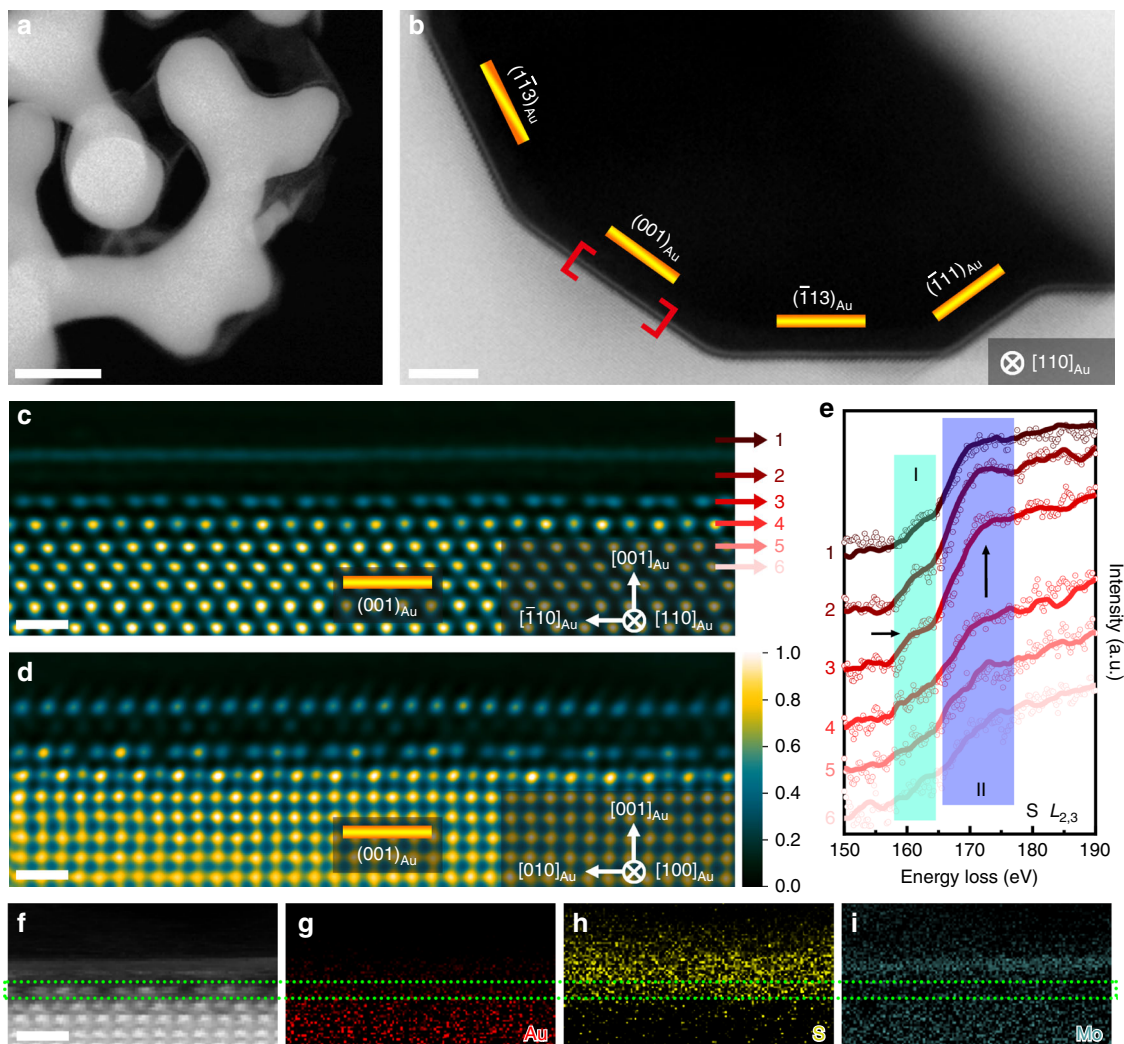 a
b
(11̄3)Au
(001)Au
(1̄13)Au
(1̄11)Au
[110]Au
c
1
2
3
4
5
6
[001]Au
(001)Au
[1̄10]Au
[110]Au
d
1.0
0.8
0.6
0.4
0.2
0.0
[001]Au
(001)Au
[010]Au
[100]Au
e
I
1
2
3
4
5
6
II
S L2,3
150 160 170 180 190
Energy loss (eV)
Intensity (a.u.)
f
g
Au
h
S
i
Mo